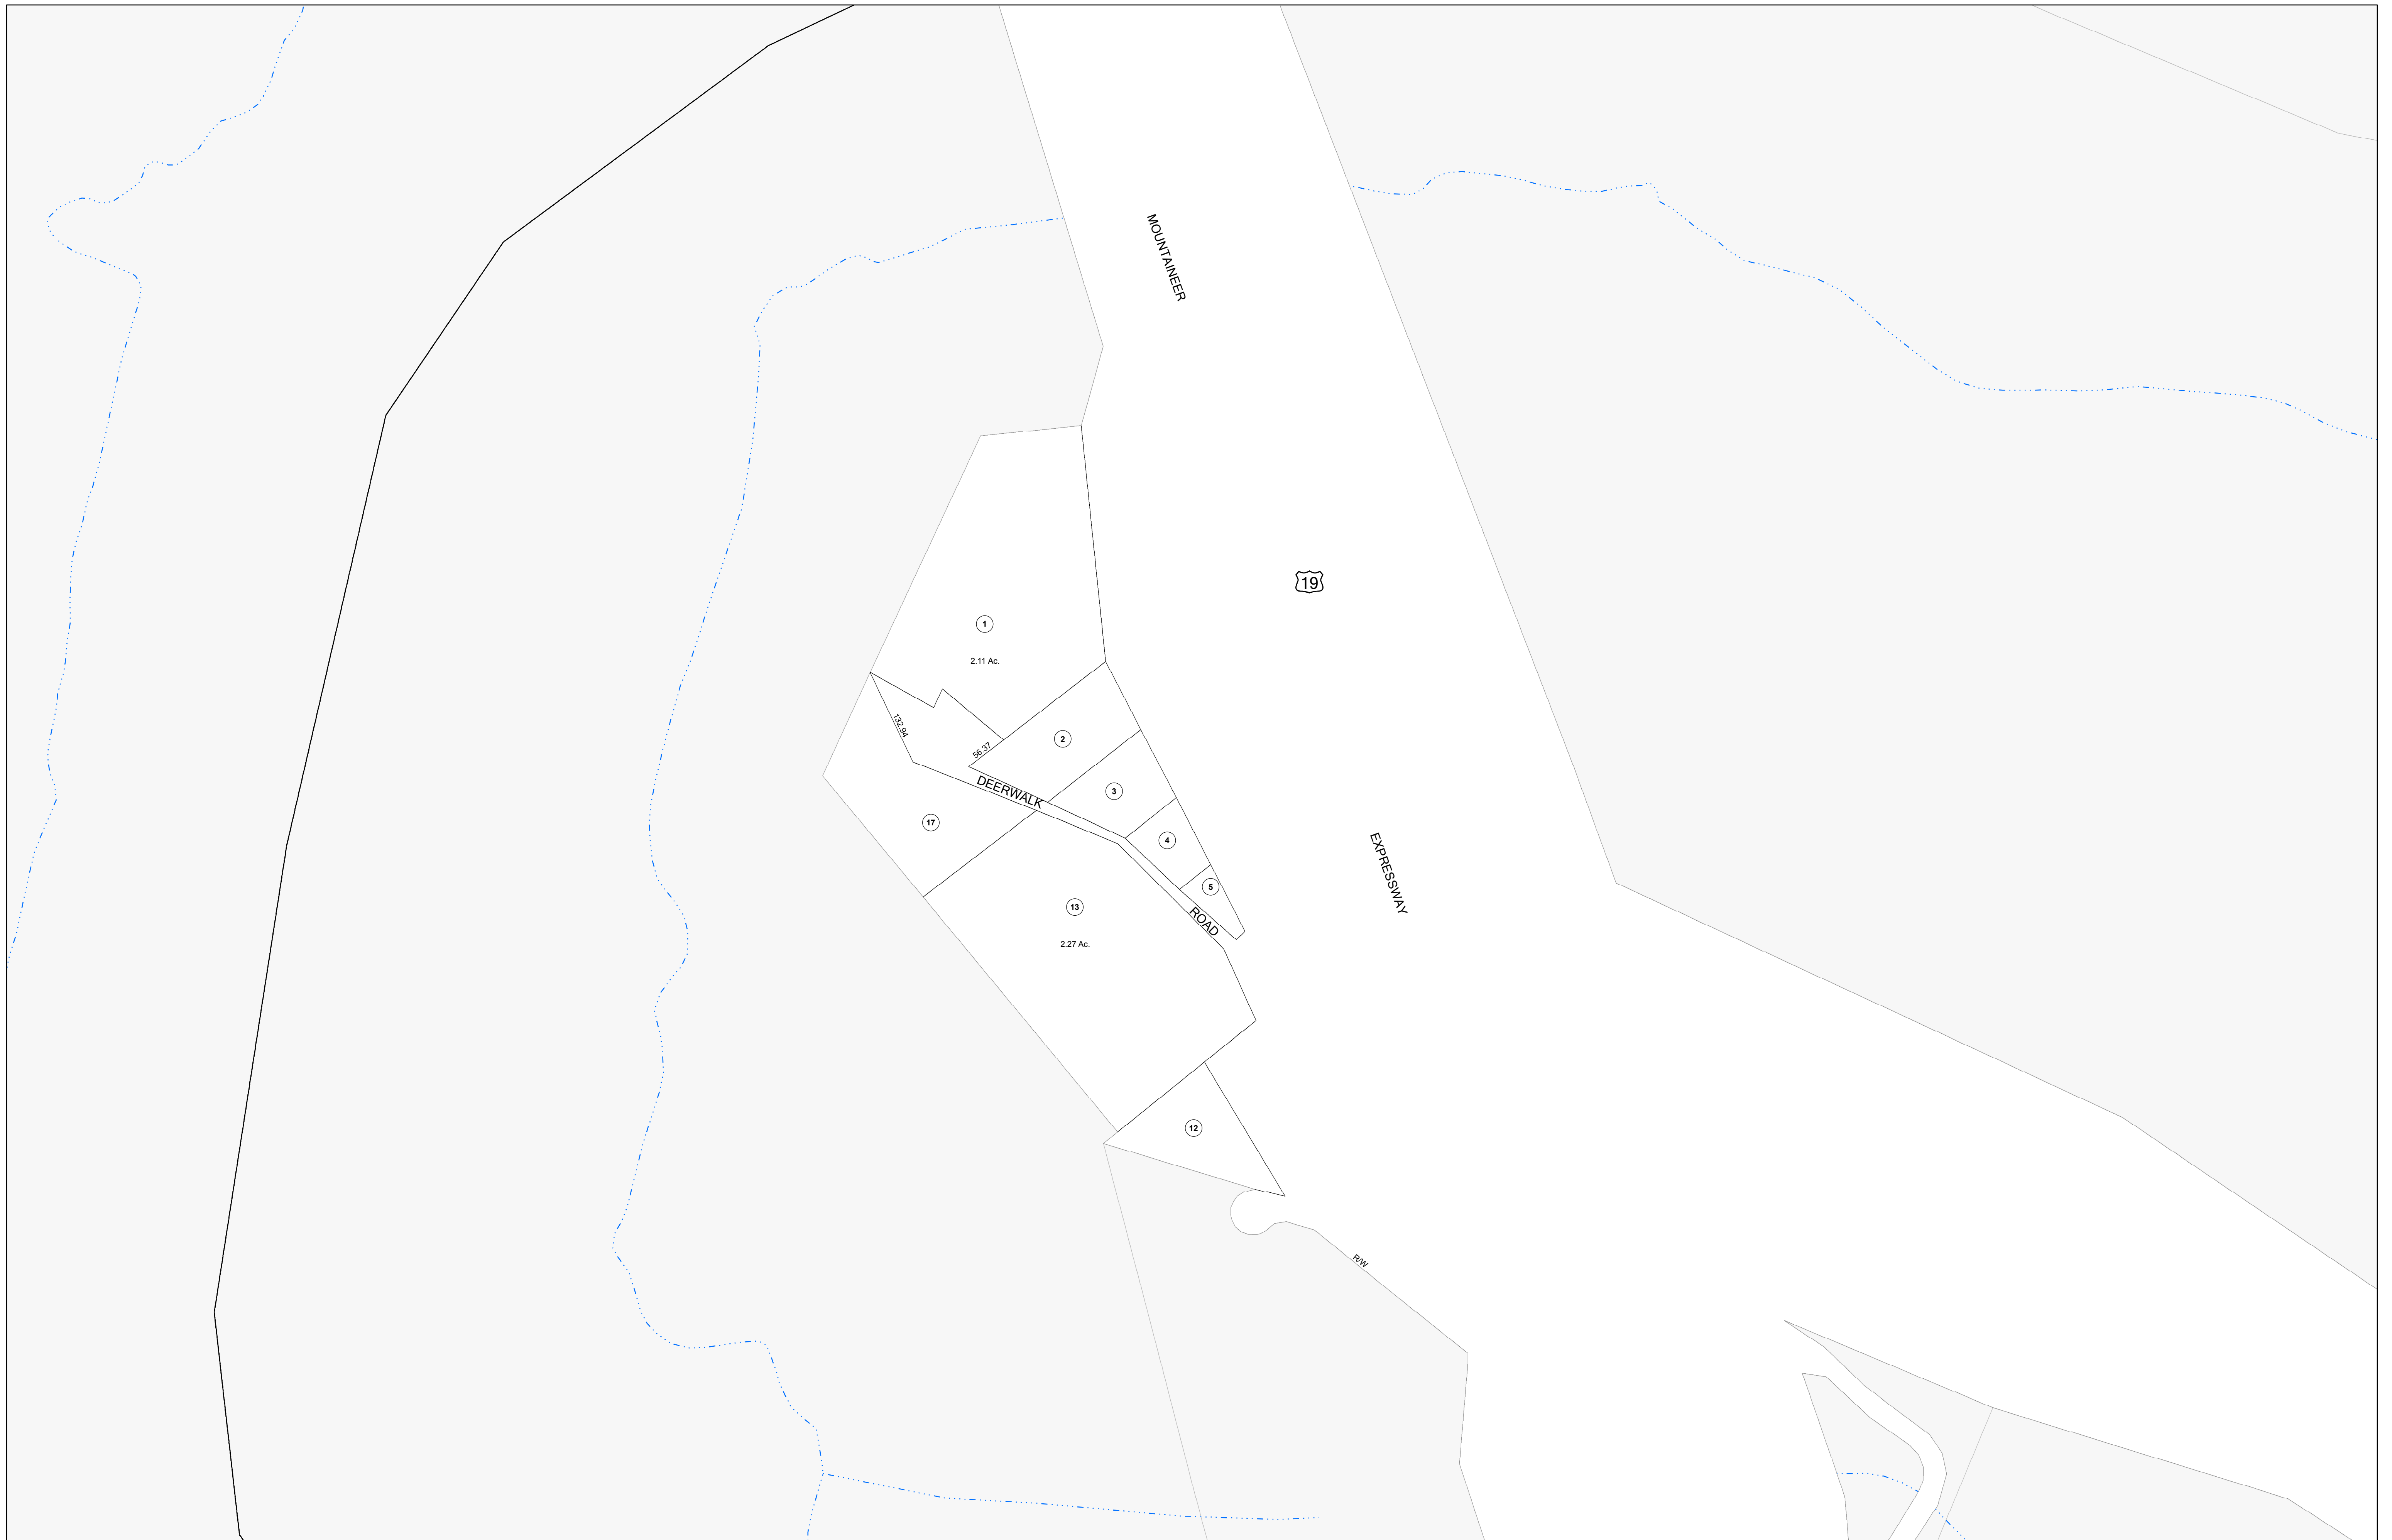 MOUNTAINEER
19
1
2.11 Ac.
132.94
56.37
2
DEERWALK
3
17
4
EXPRESSWAY
5
13
ROAD
2.27 Ac.
12
R/W